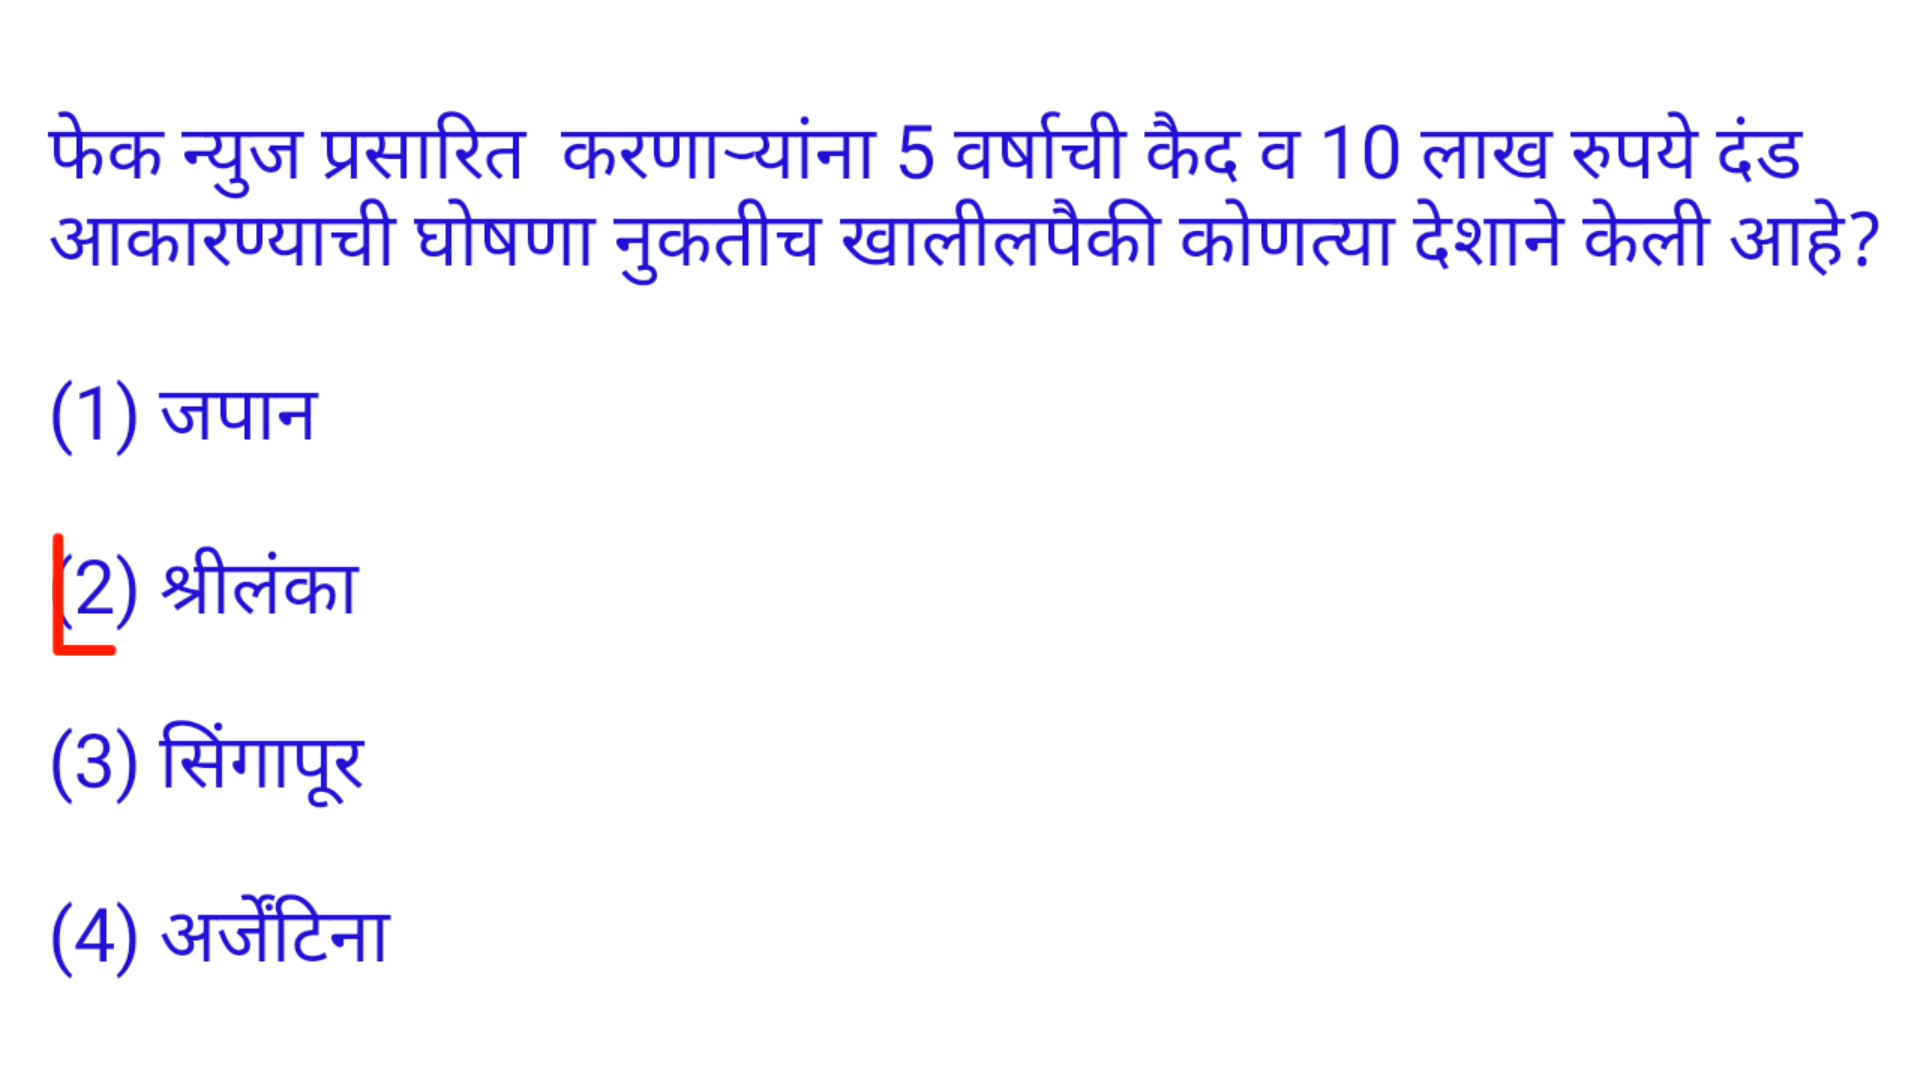 फेक न्युज प्रसारित करणाऱ्यांना 5 वर्षाची कैद व 10 लाख रुपये दंड
आकारण्याची घोषणा नुकतीच खालीलपैकी कोणत्या देशाने केली आहे?
(1) जपान
(2) श्रीलंका
(3) सिंगापूर
(4) अर्जेंटिना